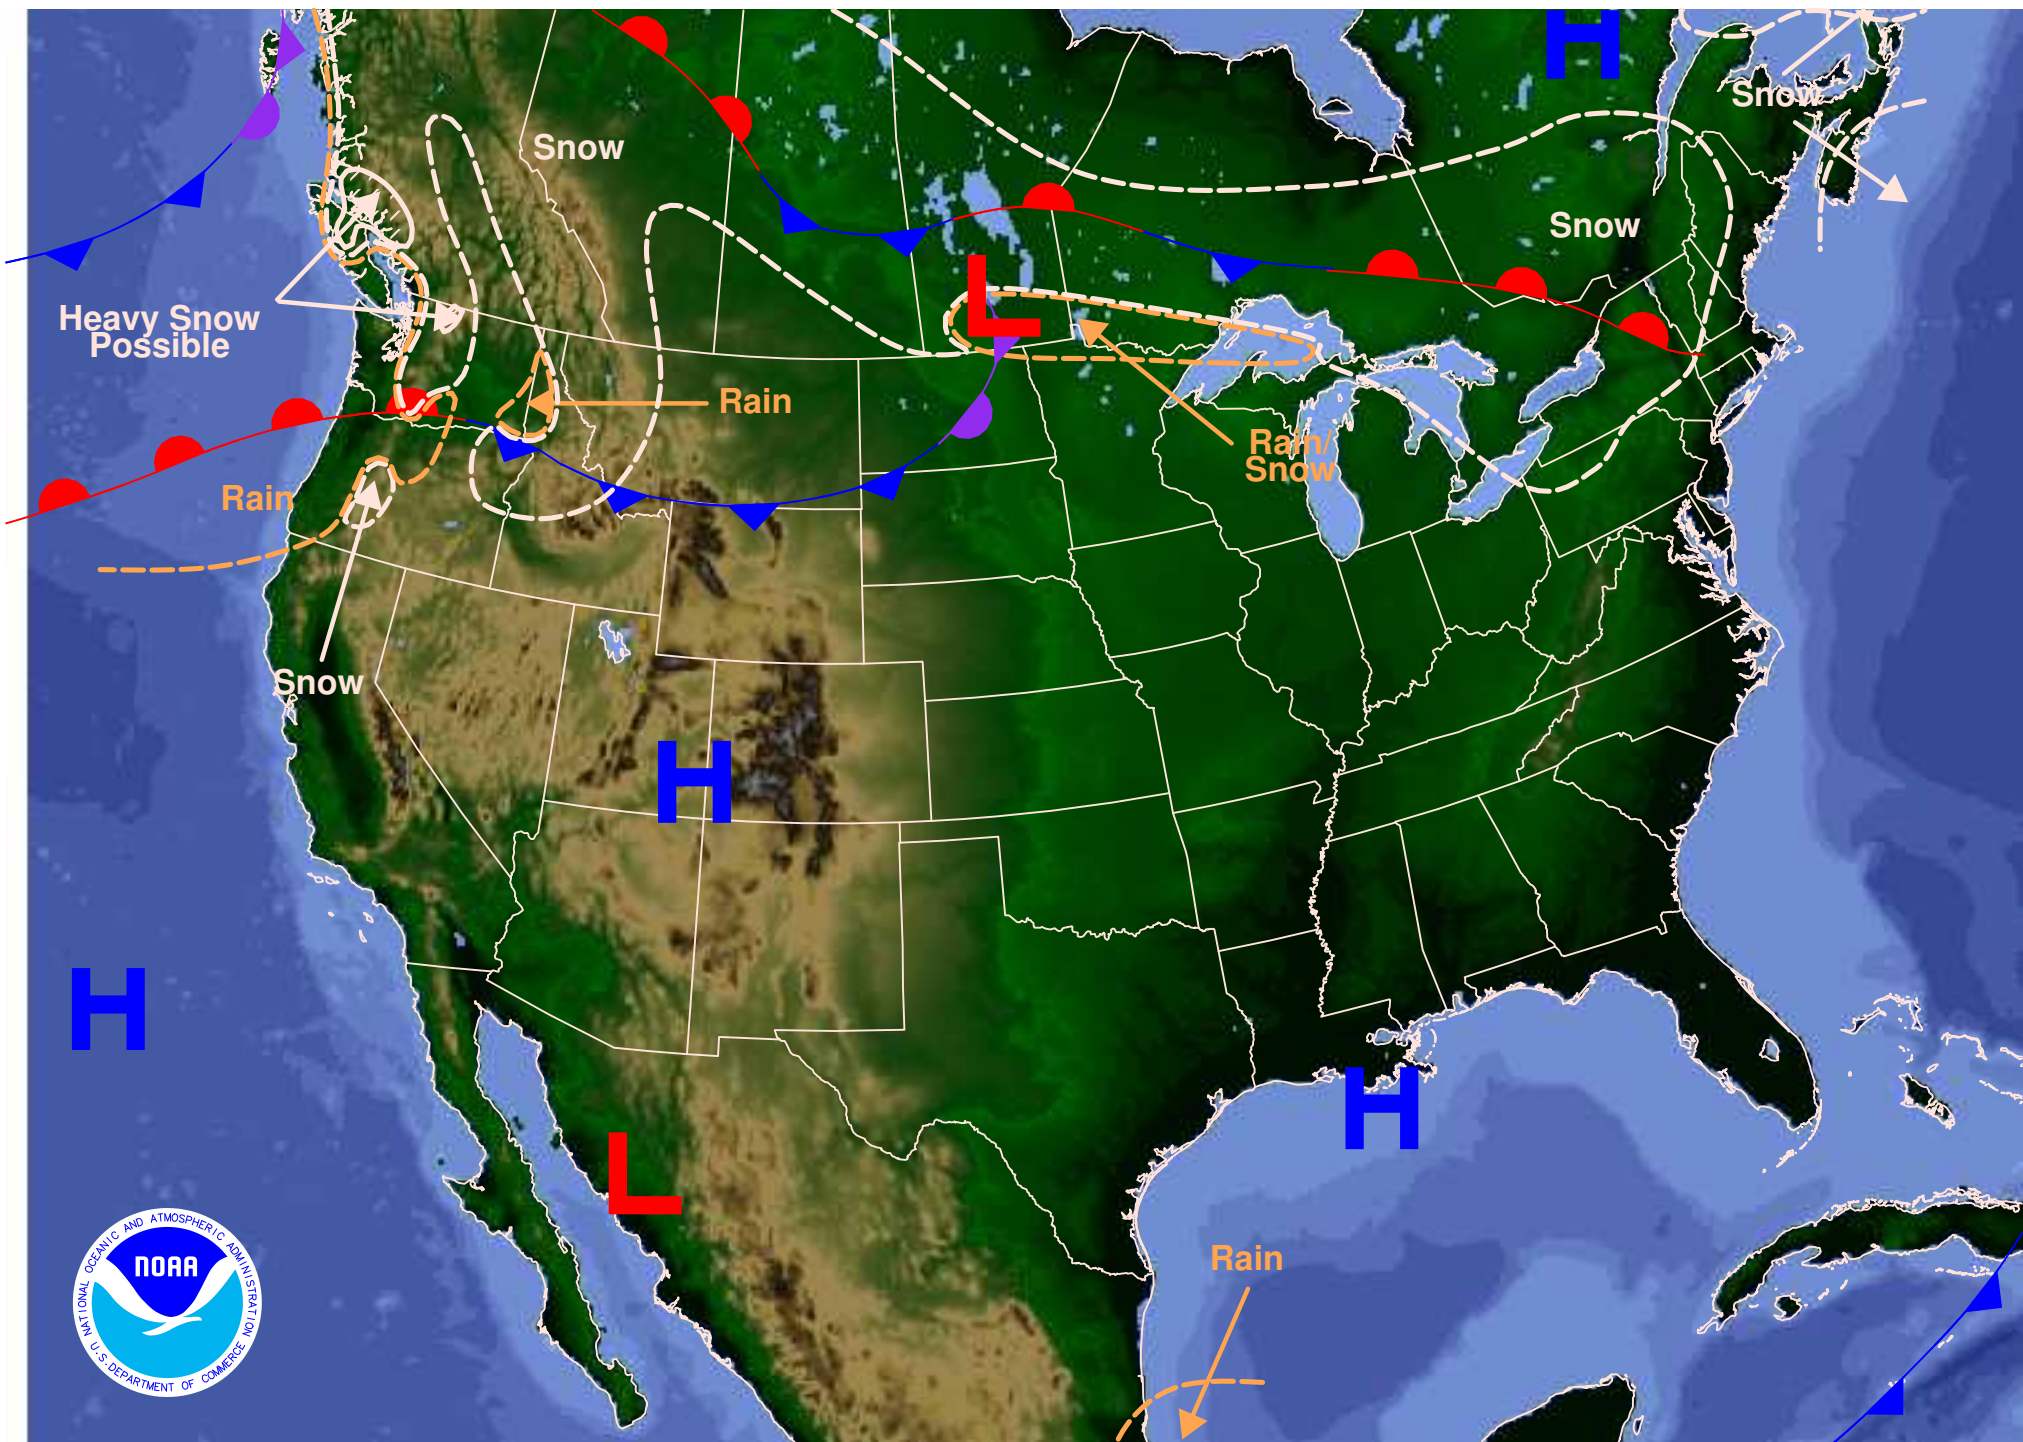 H
Snow
Snow
Snow
L
Heavy Snow
Possible
Rain
Rain/
Snow
Rain
Snow
H
H
H
L
Rain
NOAA
NATIONAL OCEANIC AND ATMOSPHERIC ADMINISTRATION
U.S. DEPARTMENT OF COMMERCE